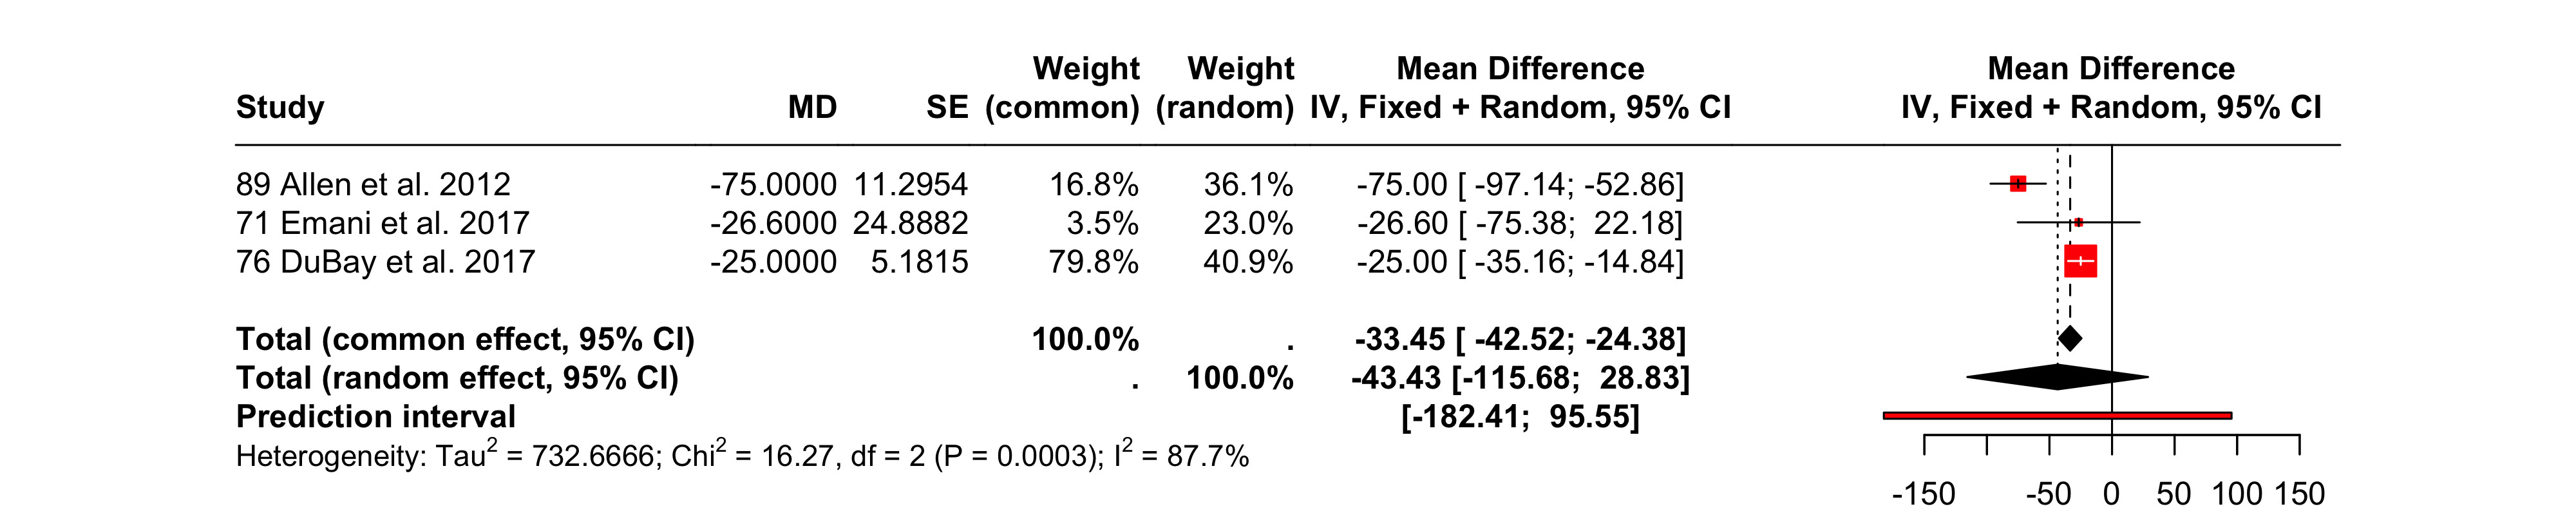 Weight Weight Mean Difference Mean Difference
Study MD SE (common) (random) IV, Fixed + Random, 95% CI IV, Fixed + Random, 95% CI
89 Allen et al. 2012 -75.0000 11.2954 16.8% 36.1% -75.00 [ -97.14; -52.86]
71 Emani et al. 2017 -26.6000 24.8882 3.5% 23.0% -26.60 [ -75.38; 22.18]
76 DuBay et al. 2017 -25.0000 5.1815 79.8% 40.9% -25.00 [ -35.16; -14.84]
Total (common effect, 95% CI) 100.0% . -33.45 [ -42.52; -24.38]
Total (random effect, 95% CI) . 100.0% -43.43 [-115.68; 28.83]
Prediction interval [-182.41; 95.55]
Heterogeneity: Tau² = 732.6666; Chi² = 16.27, df = 2 (P = 0.0003); I² = 87.7%
-150 -50 0 50 100 150